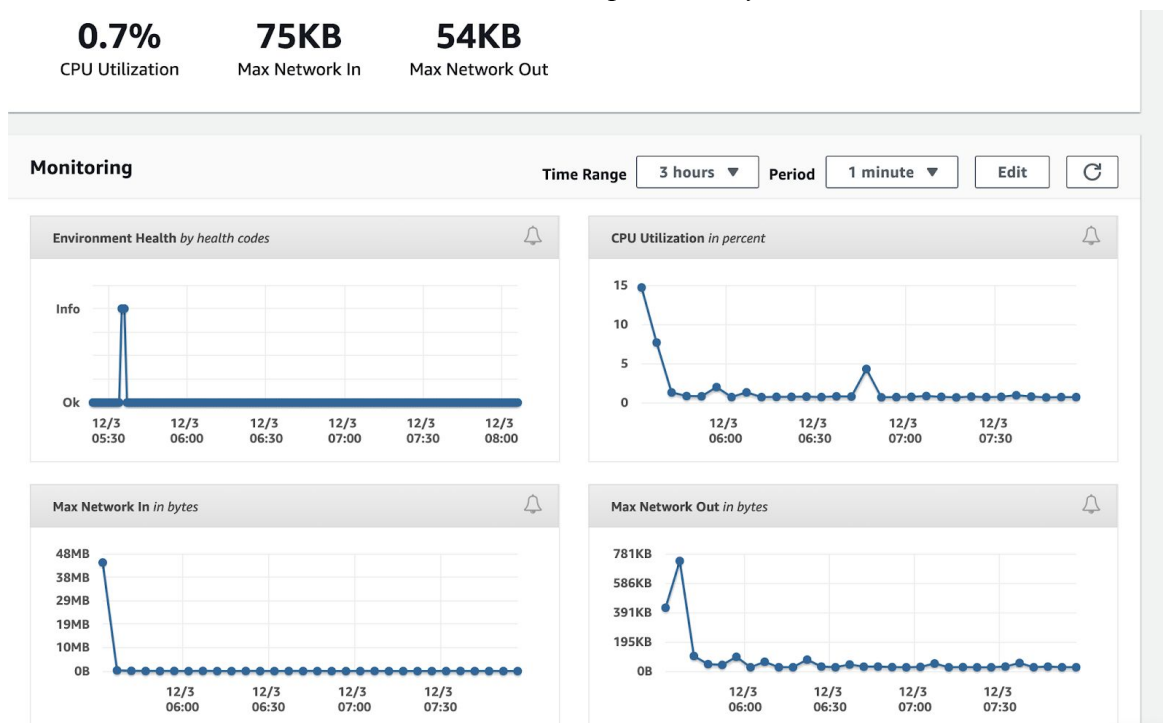 0.7% 75KB 54KB
CPU Utilization Max Network In Max Network Out
Monitoring
Time Range 3 hours Period 1 minute Edit
Environment Health by health codes
Info
Ok
12/3 12/3 12/3 12/3 12/3 12/3
05:30 06:00 06:30 07:00 07:30 08:00
CPU Utilization in percent
15
10
5
0
12/3 12/3 12/3 12/3
06:00 06:30 07:00 07:30
Max Network In in bytes
48MB
38MB
29MB
19MB
10MB
0B
12/3 12/3 12/3 12/3
06:00 06:30 07:00 07:30
Max Network Out in bytes
781KB
586KB
391KB
195KB
0B
12/3 12/3 12/3 12/3
06:00 06:30 07:00 07:30